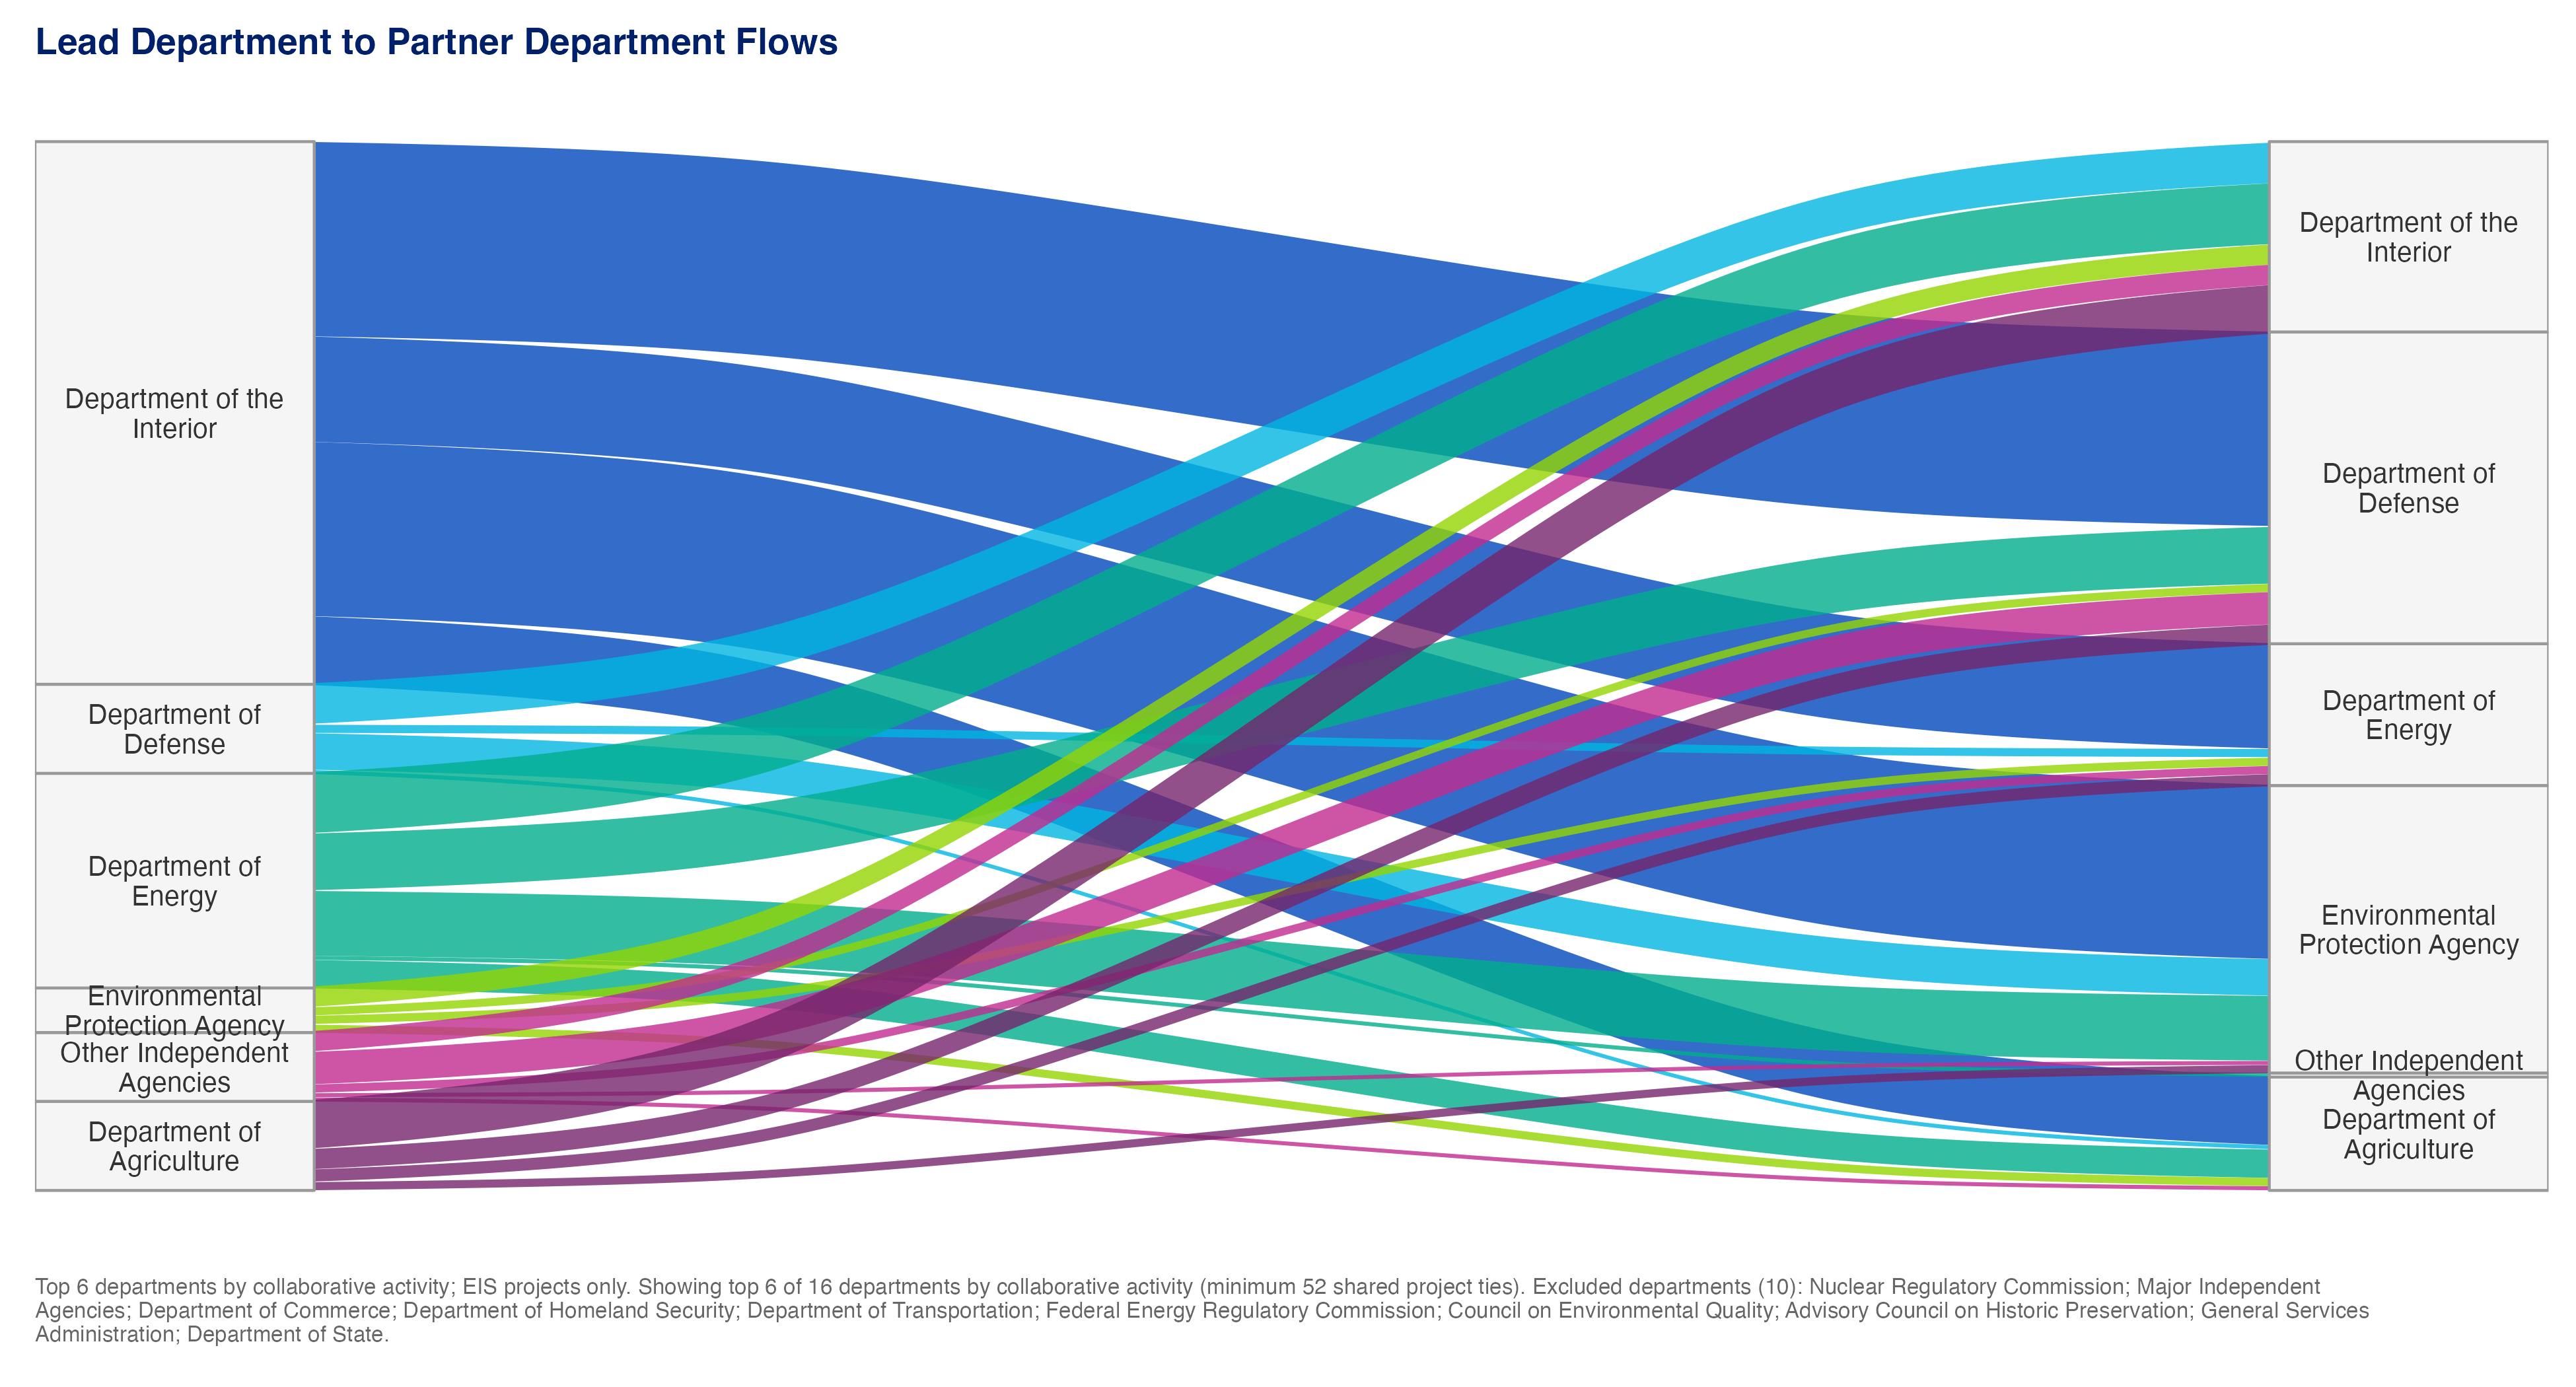 Lead Department to Partner Department Flows
Department of the
Interior
Department of
Defense
Department of
Energy
Environmental
Protection Agency
Other Independent
Agencies
Department of
Agriculture
Department of the
Interior
Department of
Defense
Department of
Energy
Environmental
Protection Agency
Other Independent
Agencies
Department of
Agriculture
Top 6 departments by collaborative activity; EIS projects only. Showing top 6 of 16 departments by collaborative activity (minimum 52 shared project ties). Excluded departments (10): Nuclear Regulatory Commission; Major Independent
Agencies; Department of Commerce; Department of Homeland Security; Department of Transportation; Federal Energy Regulatory Commission; Council on Environmental Quality; Advisory Council on Historic Preservation; General Services
Administration; Department of State.